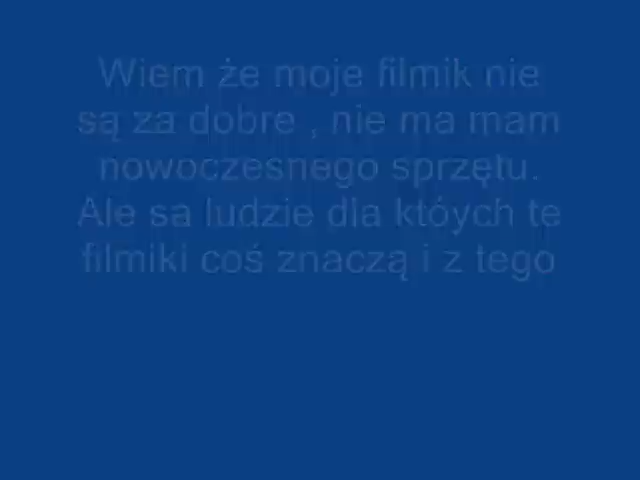 Wiem że moje filmik nie
są za dobre , nie ma mam
nowoczesnego sprzętu.
Ale sa ludzie dla któych te
filmiki coś znaczą i z tego